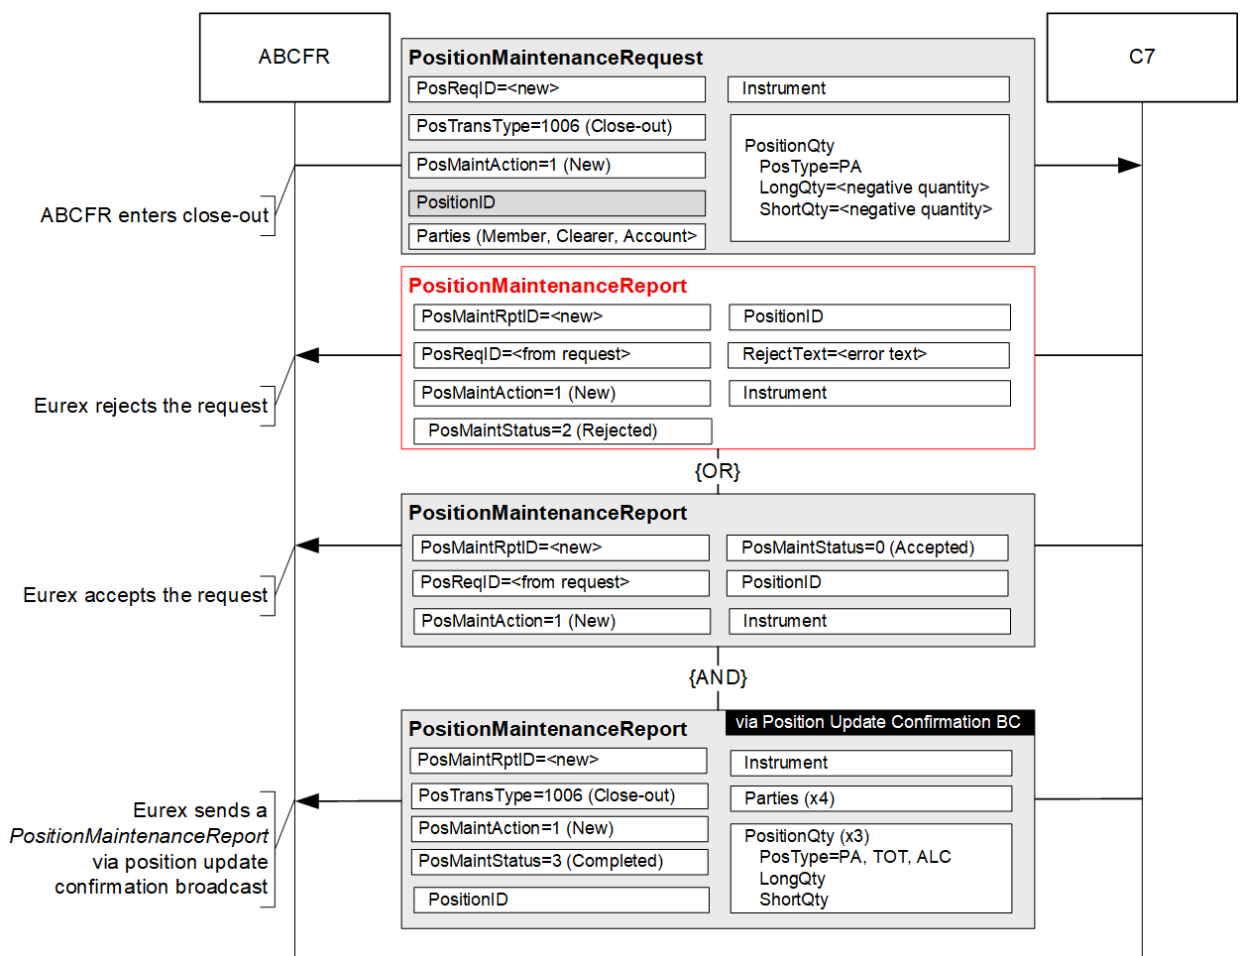 ABCFR
C7
PositionMaintenanceRequest
PosReqID=<new>
Instrument
PosTransType=1006 (Close-out)
PosMaintAction=1 (New)
PositionID
Parties (Member, Clearer, Account>
PositionQty
PosType=PA
LongQty=<negative quantity>
ShortQty=<negative quantity>
ABCFR enters close-out
PositionMaintenanceReport
PosMaintRptID=<new>
PositionID
PosReqID=<from request>
RejectText=<error text>
PosMaintAction=1 (New)
Instrument
PosMaintStatus=2 (Rejected)
Eurex rejects the request
{OR}
PositionMaintenanceReport
PosMaintRptID=<new>
PosMaintStatus=0 (Accepted)
PosReqID=<from request>
PositionID
PosMaintAction=1 (New)
Instrument
Eurex accepts the request
{AND}
PositionMaintenanceReport
via Position Update Confirmation BC
PosMaintRptID=<new>
Instrument
PosTransType=1006 (Close-out)
Parties (x4)
PosMaintAction=1 (New)
PosMaintStatus=3 (Completed)
PositionID
PositionQty (x3)
PosType=PA, TOT, ALC
LongQty
ShortQty
Eurex sends a
PositionMaintenanceReport
via position update
confirmation broadcast